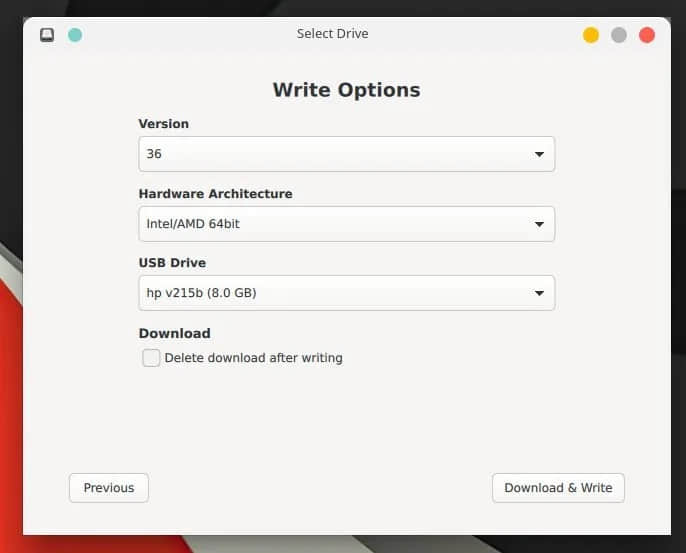 Select Drive
Write Options
Version
36
Hardware Architecture
Intel/AMD 64bit
USB Drive
hp v215b (8.0 GB)
Download
Delete download after writing
Previous
Download & Write